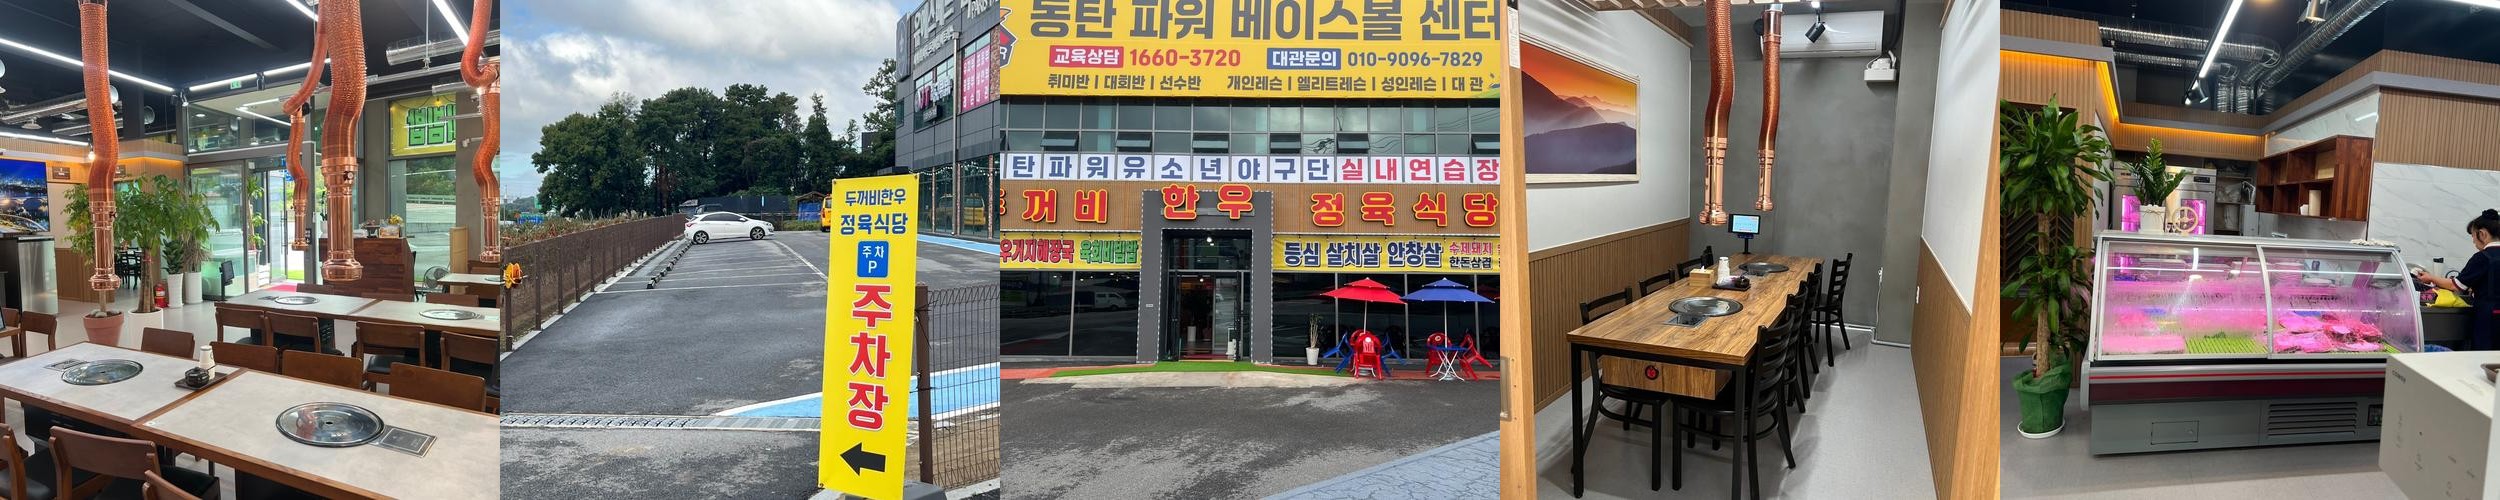 두꺼비한우
정육식당
주차
P
주차장
동탄 파워 베이스볼 센터
교육상담 1660-3720 대관문의 010-9096-7829
취미반 | 대회반 | 선수반 개인레슨 | 엘리트레슨 | 성인레슨 | 대 관
탄파워유소년야구단실내연습장
꺼비 한우 정육식당
우거지해장국 육회비빔밥
등심 살치살 안창살 수제돼지
한돈삼겹